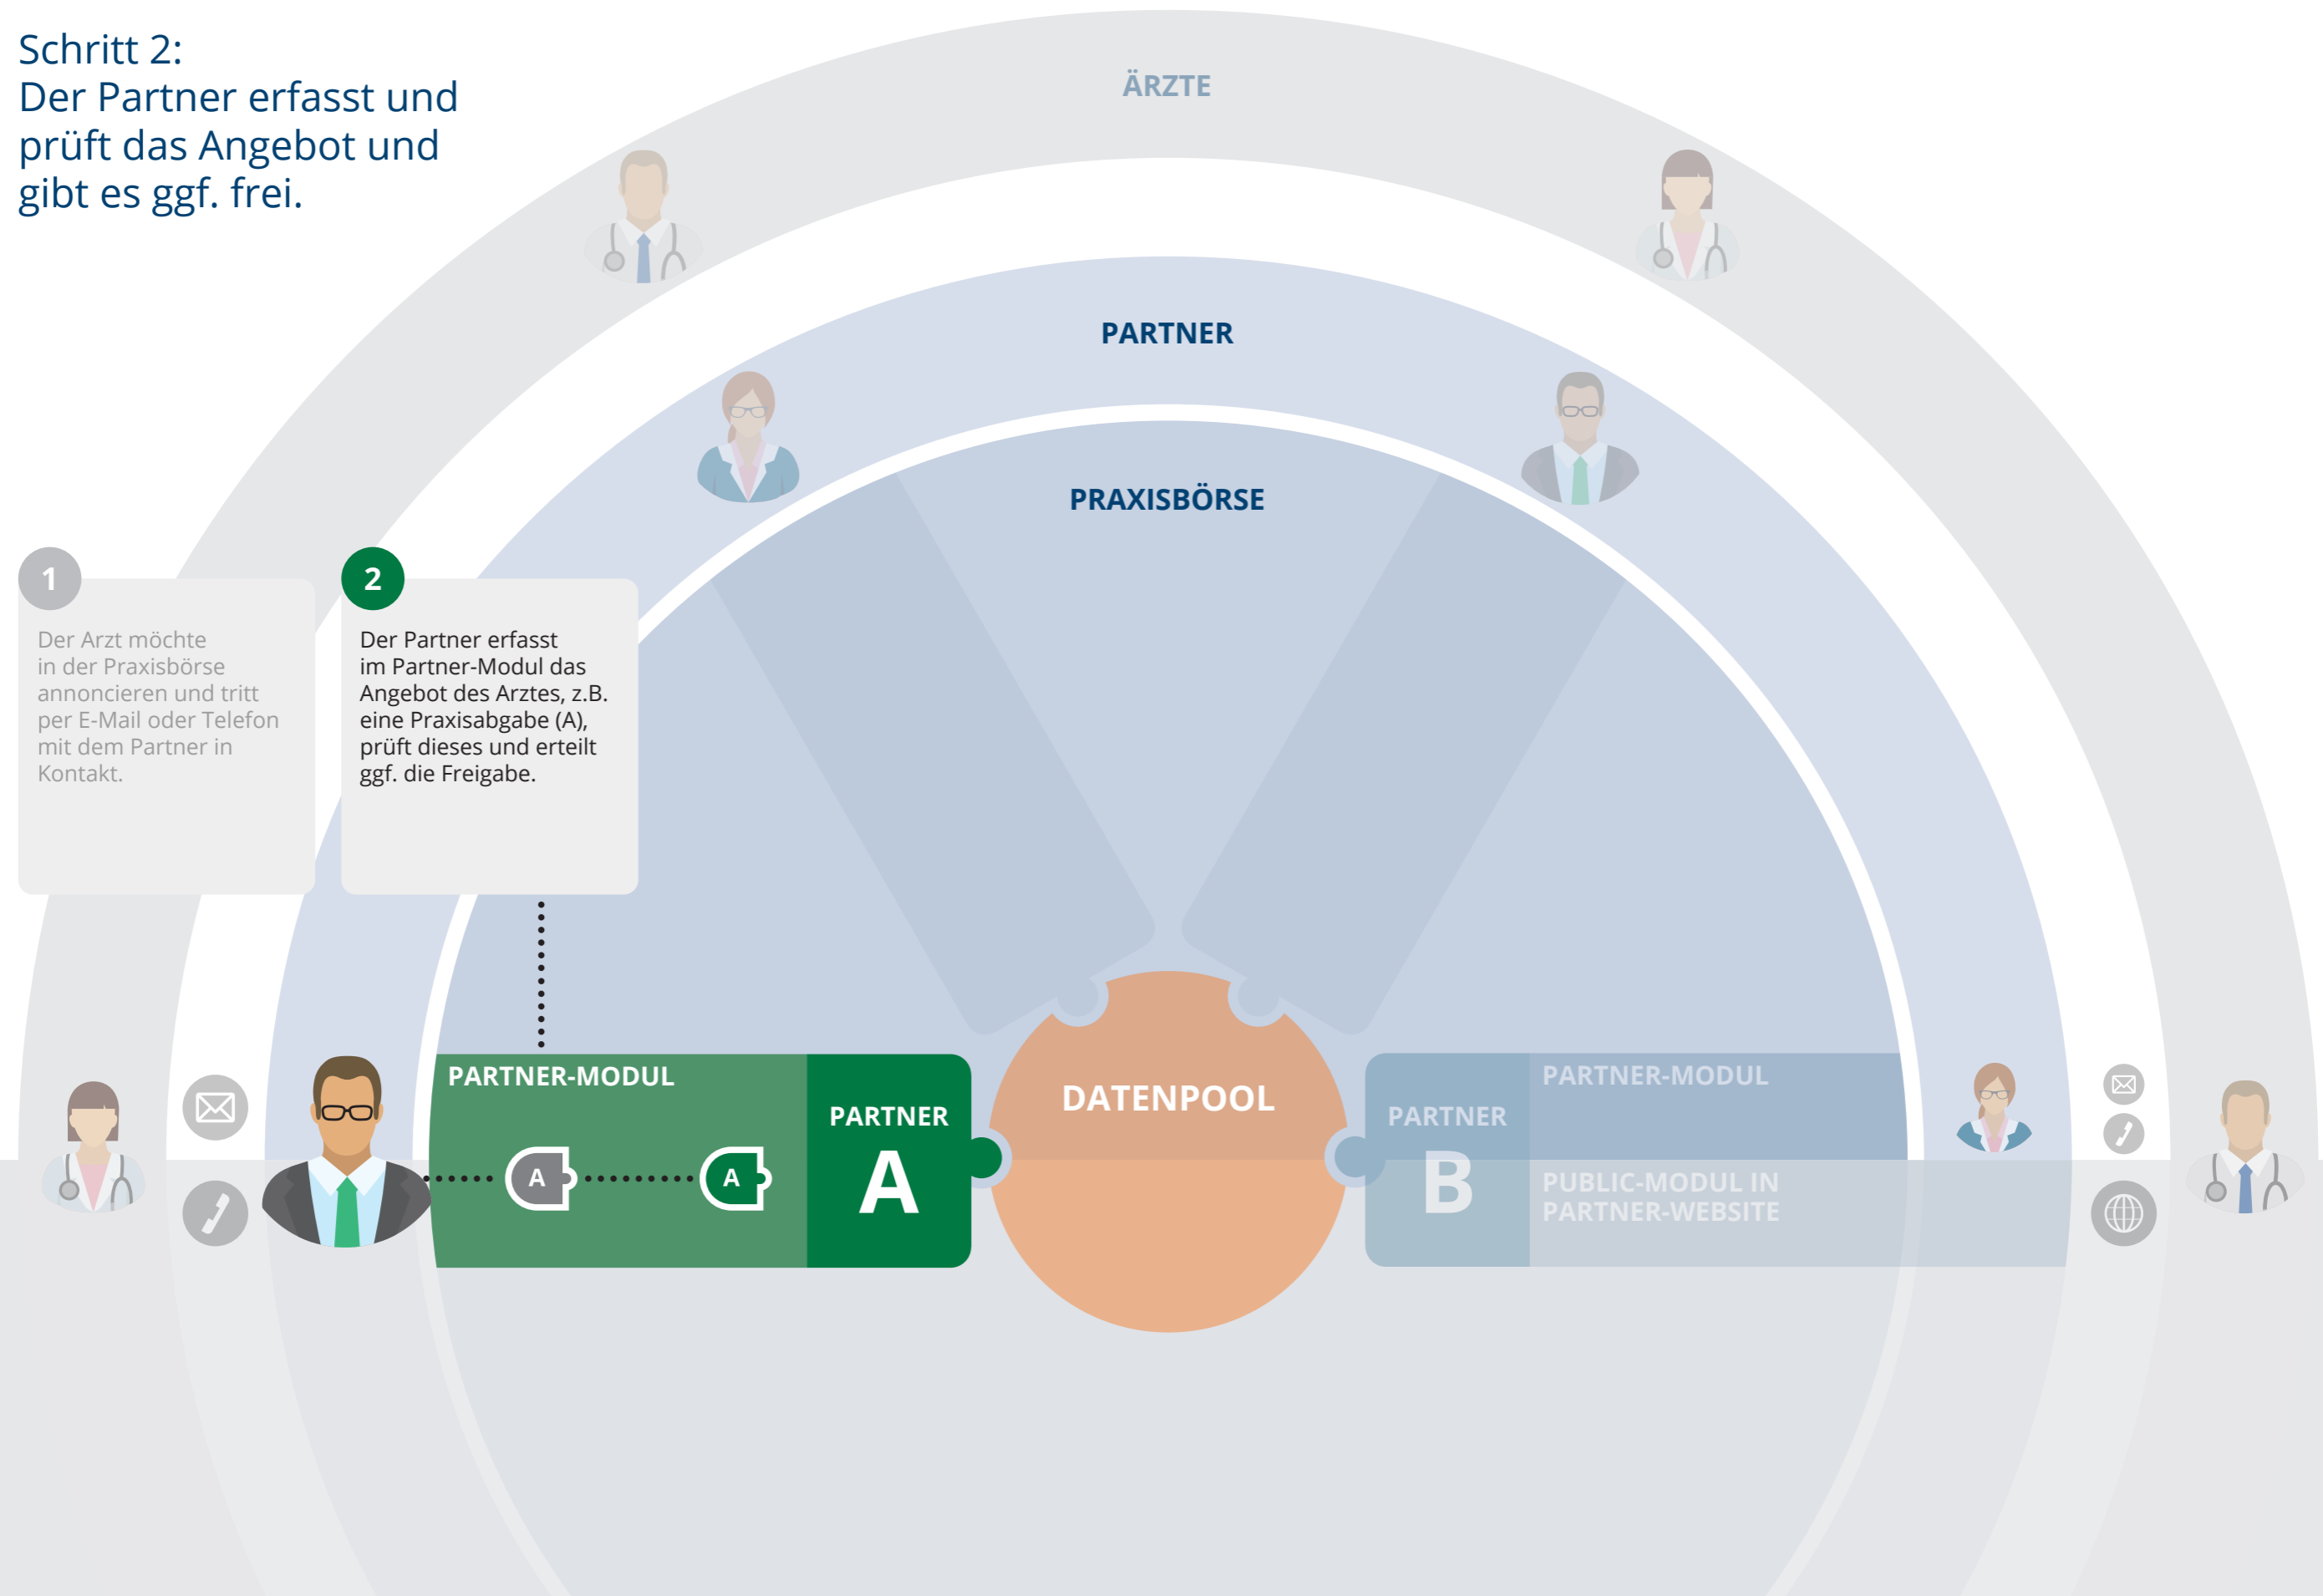 Schritt 2:
Der Partner erfasst und
prüft das Angebot und
gibt es ggf. frei.
ÄRZTE
PARTNER
PRAXISBÖRSE
1
Der Arzt möchte
in der Praxisbörse
annoncieren und tritt
per E-Mail oder Telefon
mit dem Partner in
Kontakt.
2
Der Partner erfasst
im Partner-Modul das
Angebot des Arztes, z.B.
eine Praxisabgabe (A),
prüft dieses und erteilt
ggf. die Freigabe.
PARTNER-MODUL
A
A
PARTNER
A
DATENPOOL
PARTNER
B
PARTNER-MODUL
PUBLIC-MODUL IN
PARTNER-WEBSITE